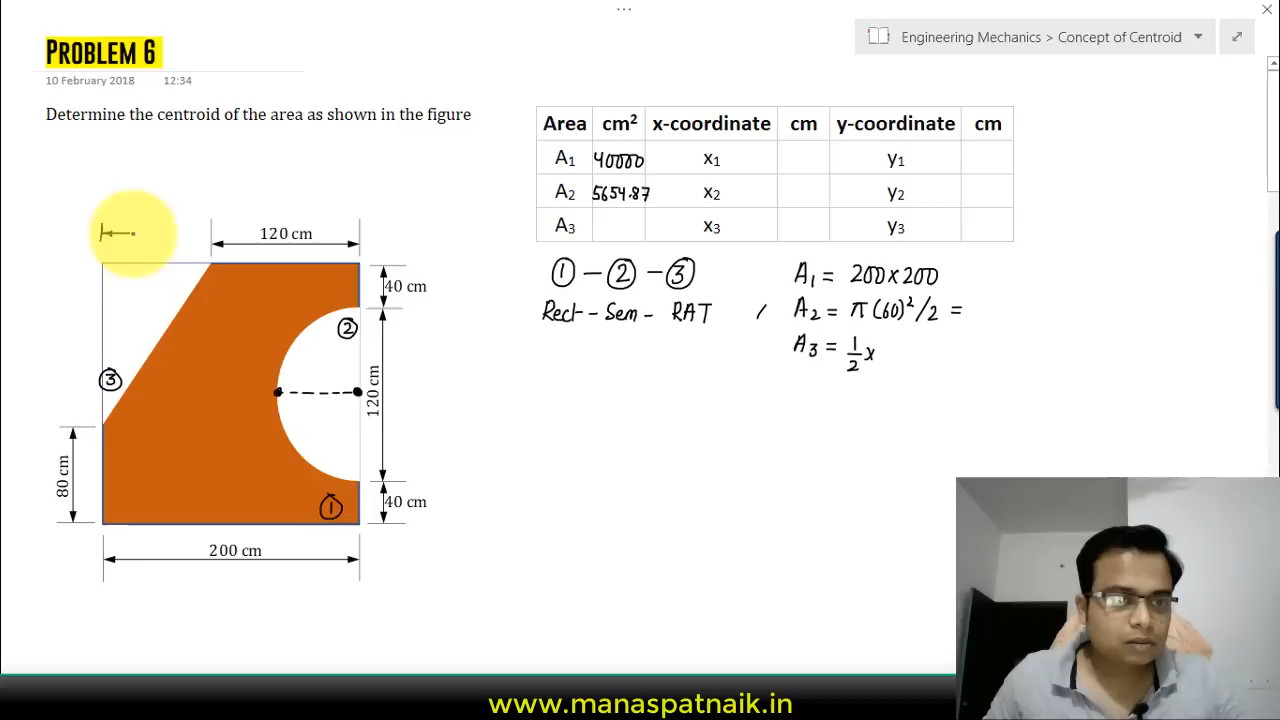 ...
Engineering Mechanics > Concept of Centroid
PROBLEM 6
10 February 2018 12:34
Determine the centroid of the area as shown in the figure
Area cm² x-coordinate cm y-coordinate cm
A₁ 40000 x₁ y₁
A₂ 5654.87 x₂ y₂
A₃ x₃ y₃
① – ② – ③
Rect – Sem – RAT
A₁ = 200×200
A₂ = π(60)²/2 =
A₃ = 1/2 x
120 cm
40 cm
②
③
120 cm
80 cm
①
40 cm
200 cm
www.manaspatnaik.in